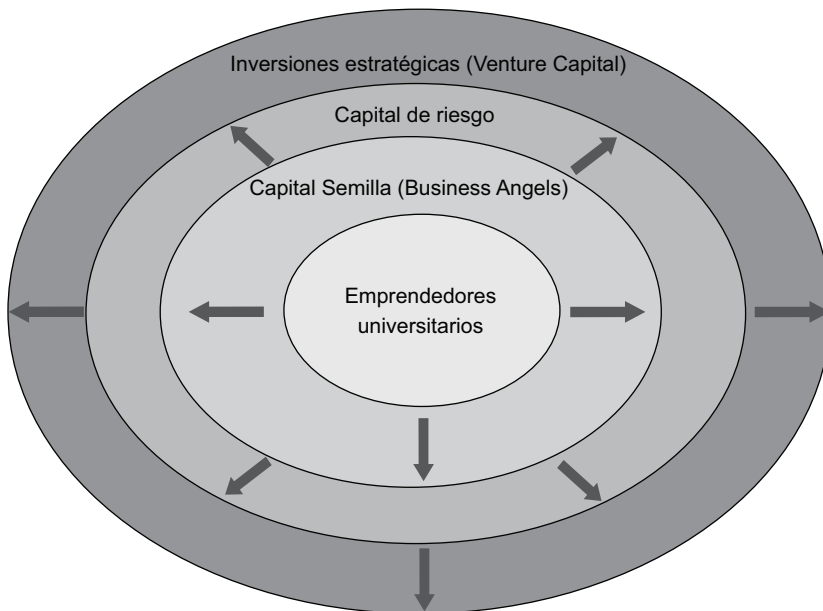 Inversiones estratégicas (Venture Capital)
Capital de riesgo
Capital Semilla (Business Angels)
Emprendedores
universitarios